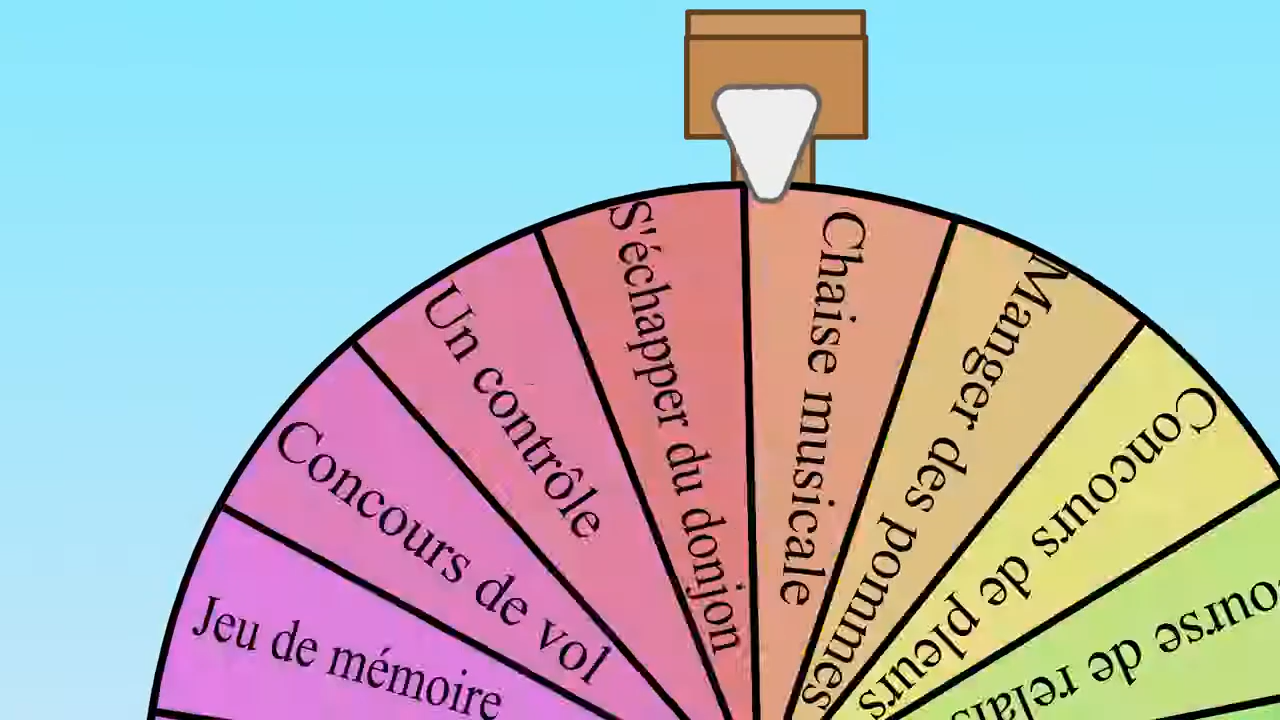 Jeu de mémoire
Concours de vol
Un contrôle
S'échapper du donjon
Chaise musicale
Manger des pommes
Concours de pleurs
ourse de relais